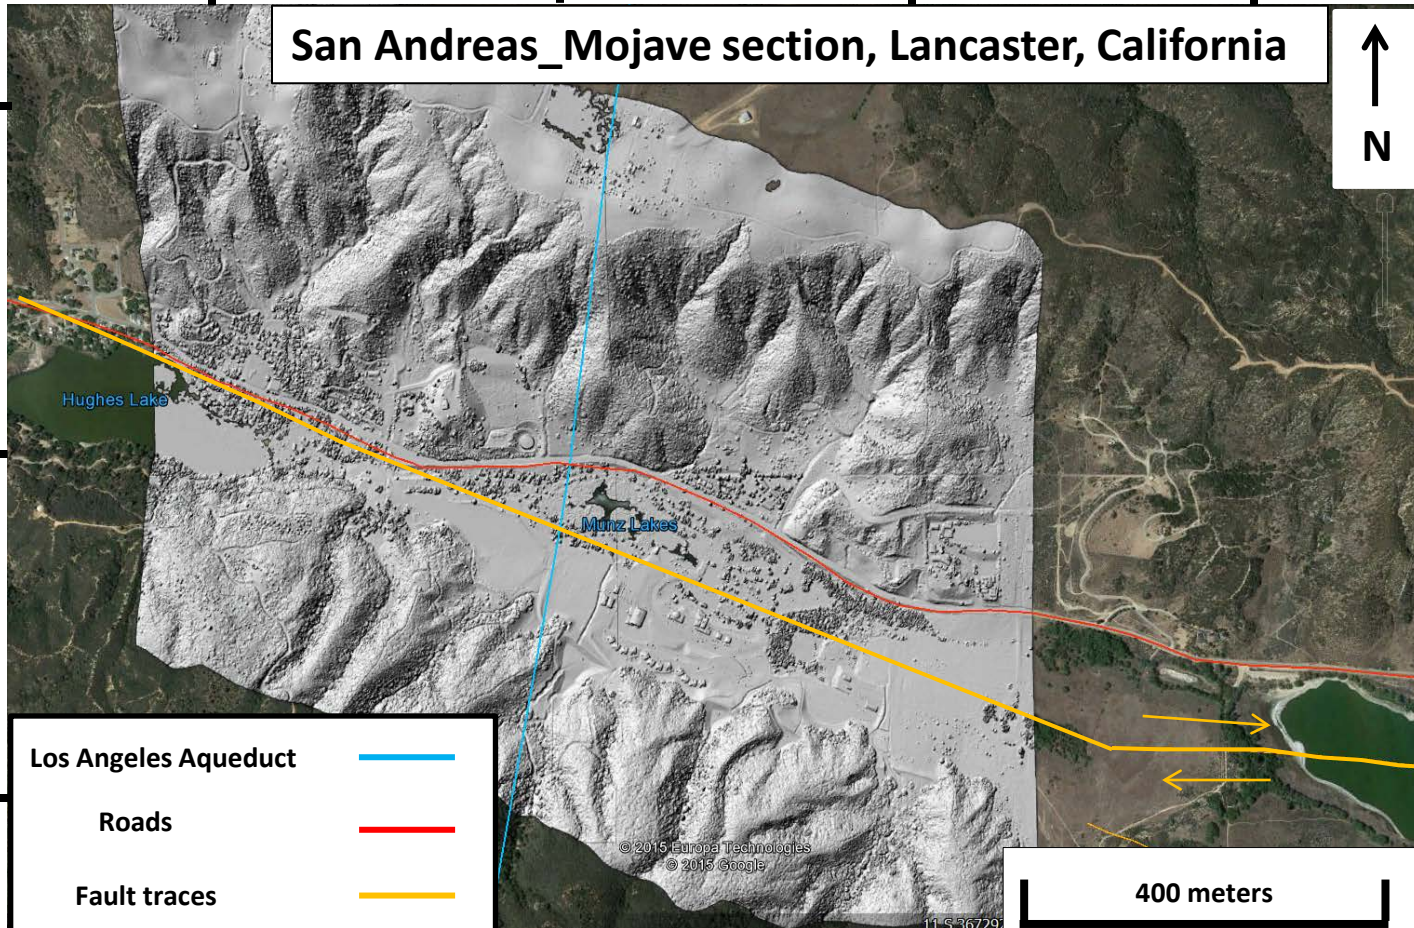 San Andreas_Mojave section, Lancaster, California
N
Hughes Lake
Munz Lakes
Los Angeles Aqueduct
Roads
Fault traces
© 2015 Europa Technologies
© 2015 Google
400 meters